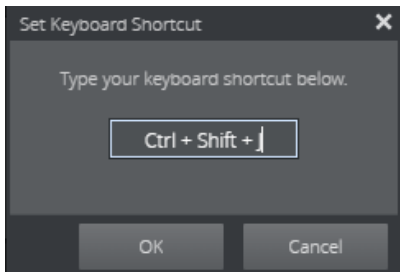 Set Keyboard Shortcut
Type your keyboard shortcut below.
Ctrl + Shift + J
OK
Cancel